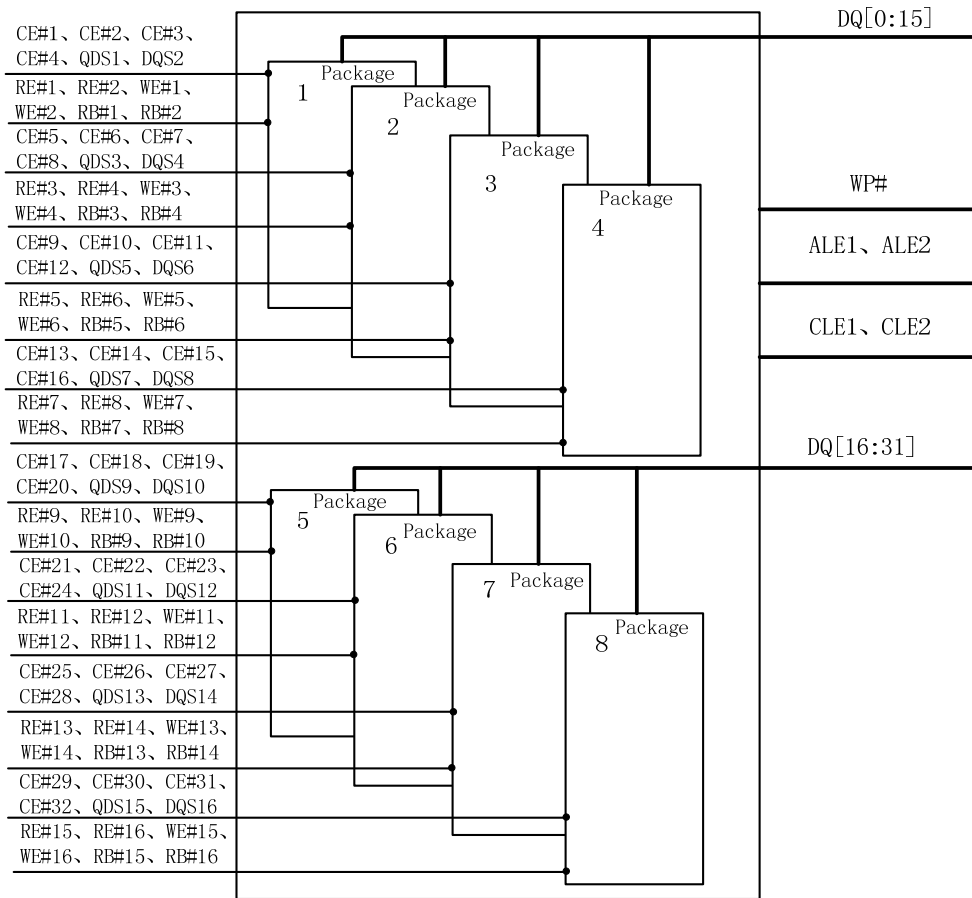 CE#1、CE#2、CE#3、
CE#4、QDS1、DQS2
RE#1、RE#2、WE#1、
WE#2、RB#1、RB#2
CE#5、CE#6、CE#7、
CE#8、QDS3、DQS4
RE#3、RE#4、WE#3、
WE#4、RB#3、RB#4
CE#9、CE#10、CE#11、
CE#12、QDS5、DQS6
RE#5、RE#6、WE#5、
WE#6、RB#5、RB#6
CE#13、CE#14、CE#15、
CE#16、QDS7、DQS8
RE#7、RE#8、WE#7、
WE#8、RB#7、RB#8
CE#17、CE#18、CE#19、
CE#20、QDS9、DQS10
RE#9、RE#10、WE#9、
WE#10、RB#9、RB#10
CE#21、CE#22、CE#23、
CE#24、QDS11、DQS12
RE#11、RE#12、WE#11、
WE#12、RB#11、RB#12
CE#25、CE#26、CE#27、
CE#28、QDS13、DQS14
RE#13、RE#14、WE#13、
WE#14、RB#13、RB#14
CE#29、CE#30、CE#31、
CE#32、QDS15、DQS16
RE#15、RE#16、WE#15、
WE#16、RB#15、RB#16
Package
1
Package
2
Package
3
Package
4
Package
5
Package
6
Package
7
Package
8
DQ[0:15]
WP#
ALE1、ALE2
CLE1、CLE2
DQ[16:31]